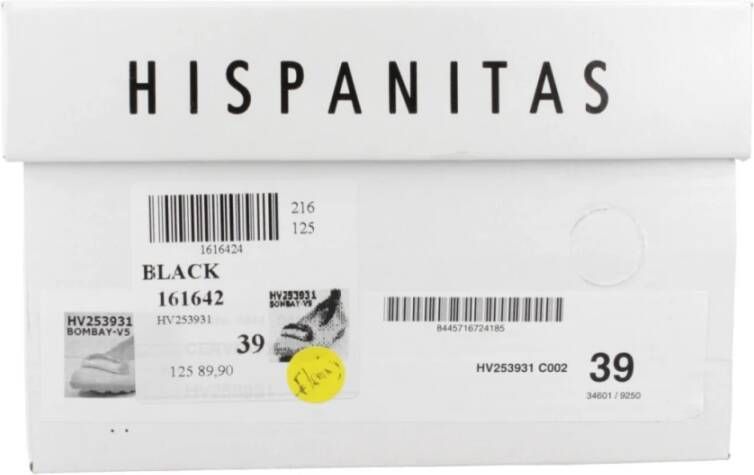 HISPANITAS
216
125
1616424
BLACK
161642
HV253931
39
125 89,90
HV253931
BOMBAY-V5
HV253931
BOMBAY-V5
8445716724185
HV253931 C002
39
34601 / 9250